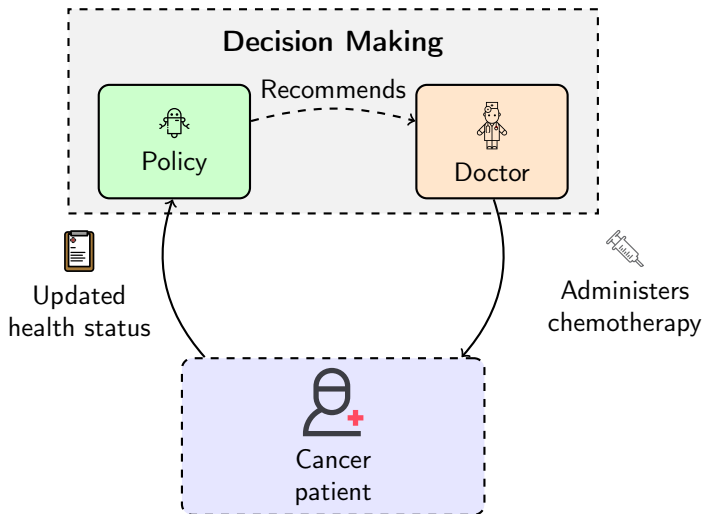 Decision Making
Recommends
Policy
Doctor
Updated
health status
Administers
chemotherapy
Cancer
patient